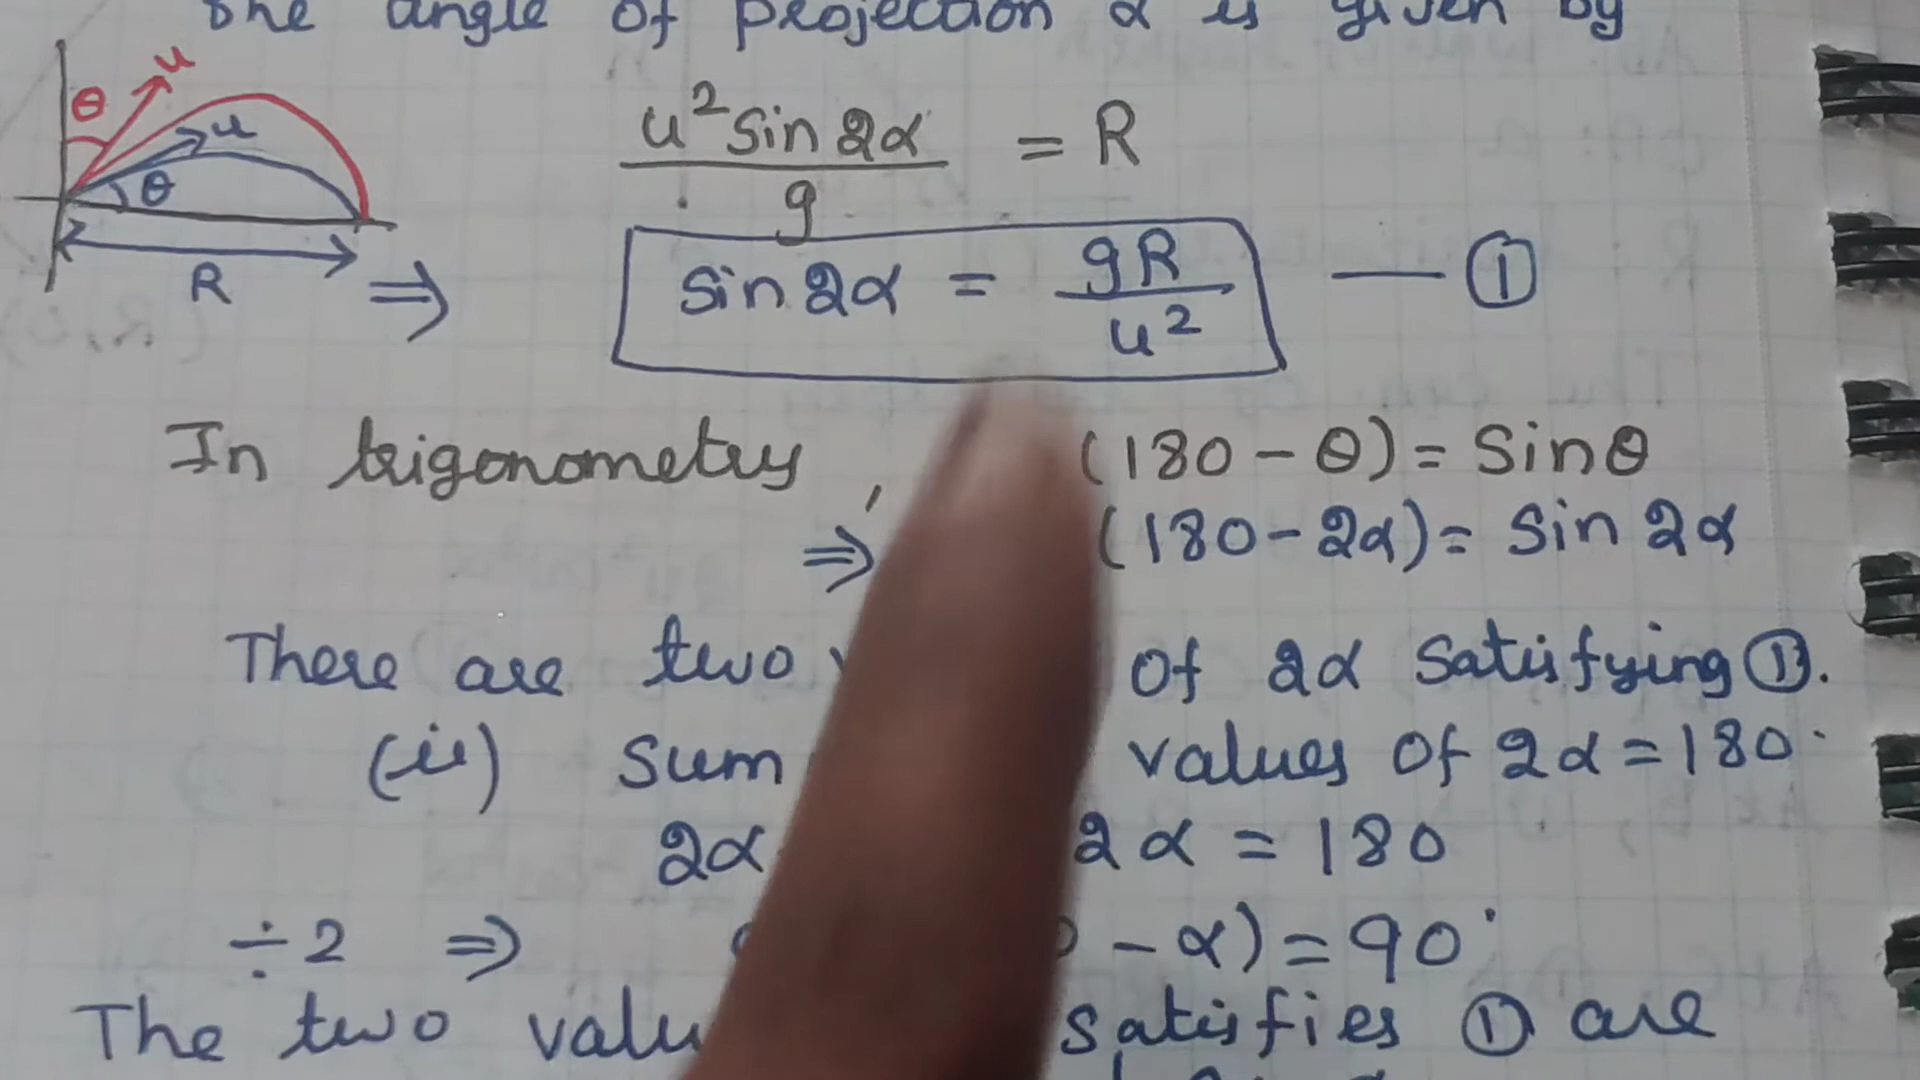 The angle of projection α is given by
θ u
u
θ
R
u² sin 2α / g = R
⇒ sin 2α = gR / u² — ①
In trigonometry, (180 - θ) = Sin θ
⇒ (180 - 2α) = Sin 2α
There are two of 2α Satisfying ①.
(ii) Sum values of 2α = 180°
2α 2α = 180
÷2 ⇒ - α) = 90°
The two satisfies ① are